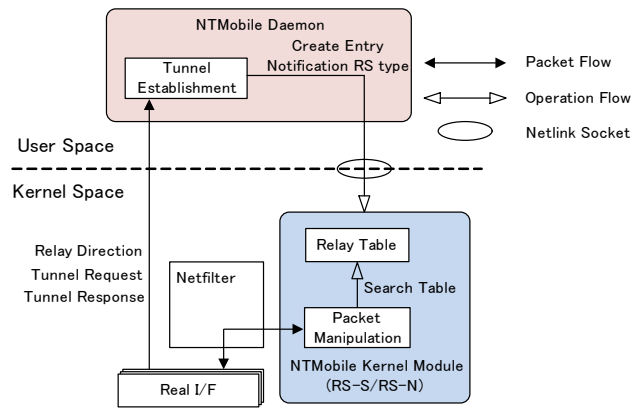 NTMobile Daemon
Create Entry
Notification RS type
Tunnel
Establishment
Packet Flow
Operation Flow
Netlink Socket
User Space
Kernel Space
Relay Direction
Tunnel Request
Tunnel Response
Netfilter
Relay Table
Search Table
Packet
Manipulation
NTMobile Kernel Module
(RS-S/RS-N)
Real I/F